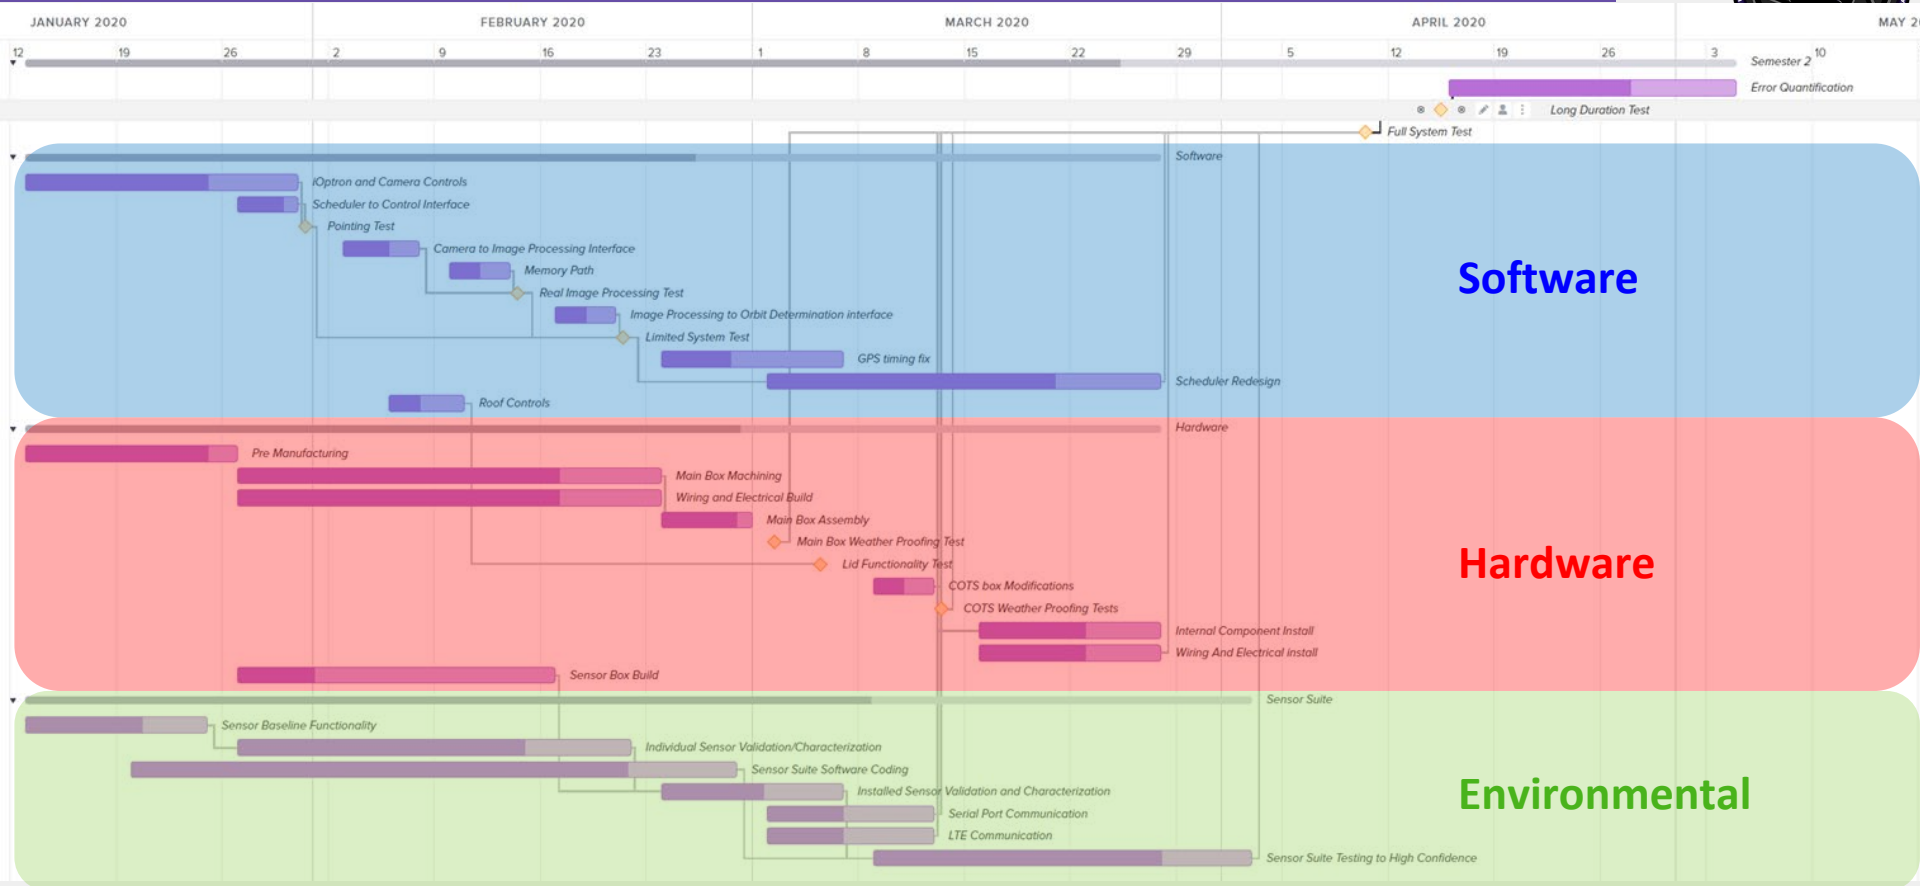 JANUARY 2020 FEBRUARY 2020 MARCH 2020 APRIL 2020 MAY 2
12 19 26 2 9 16 23 1 8 15 22 29 5 12 19 26 3 10
Semester 2
Error Quantification
Long Duration Test
Full System Test
Software
iOptron and Camera Controls
Scheduler to Control Interface
Pointing Test
Camera to Image Processing Interface
Memory Path
Software
Real Image Processing Test
Image Processing to Orbit Determination interface
Limited System Test
GPS timing fix
Scheduler Redesign
Roof Controls
Hardware
Pre Manufacturing
Main Box Machining
Wiring and Electrical Build
Main Box Assembly
Main Box Weather Proofing Test
Lid Functionality Test
Hardware
COTS box Modifications
COTS Weather Proofing Tests
Internal Component Install
Wiring And Electrical install
Sensor Box Build
Sensor Suite
Sensor Baseline Functionality
Individual Sensor Validation/Characterization
Sensor Suite Software Coding
Installed Sensor Validation and Characterization
Environmental
Serial Port Communication
LTE Communication
Sensor Suite Testing to High Confidence